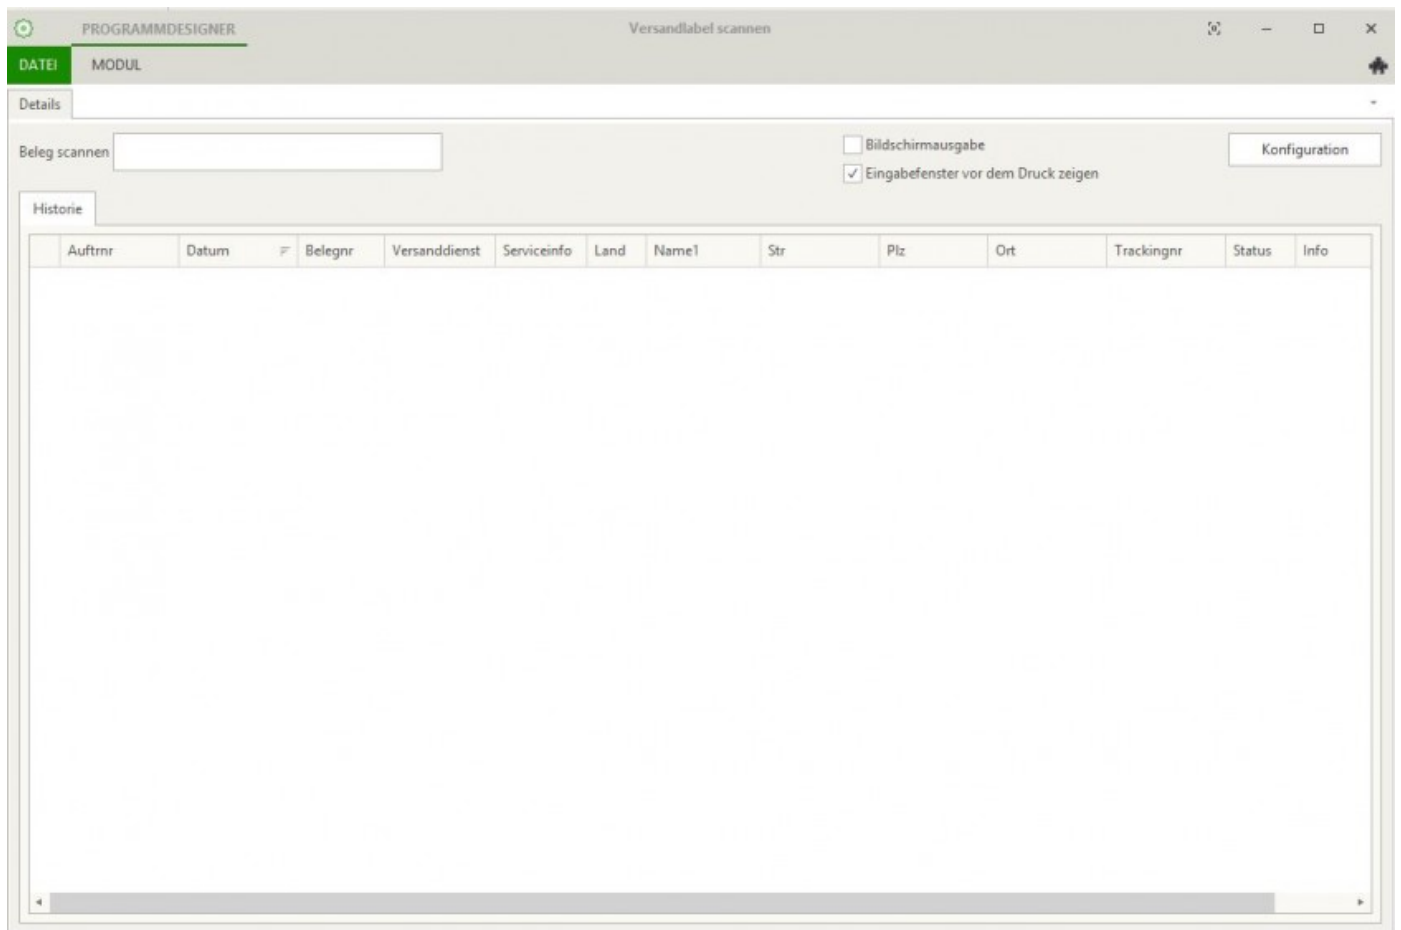 PROGRAMMDESIGNER Versandlabel scannen
DATEI MODUL
Details
Beleg scannen Bildschirmausgabe Konfiguration
Eingabefenster vor dem Druck zeigen
Historie
Auftrnr Datum Belegnr Versanddienst Serviceinfo Land Name1 Str Plz Ort Trackingnr Status Info